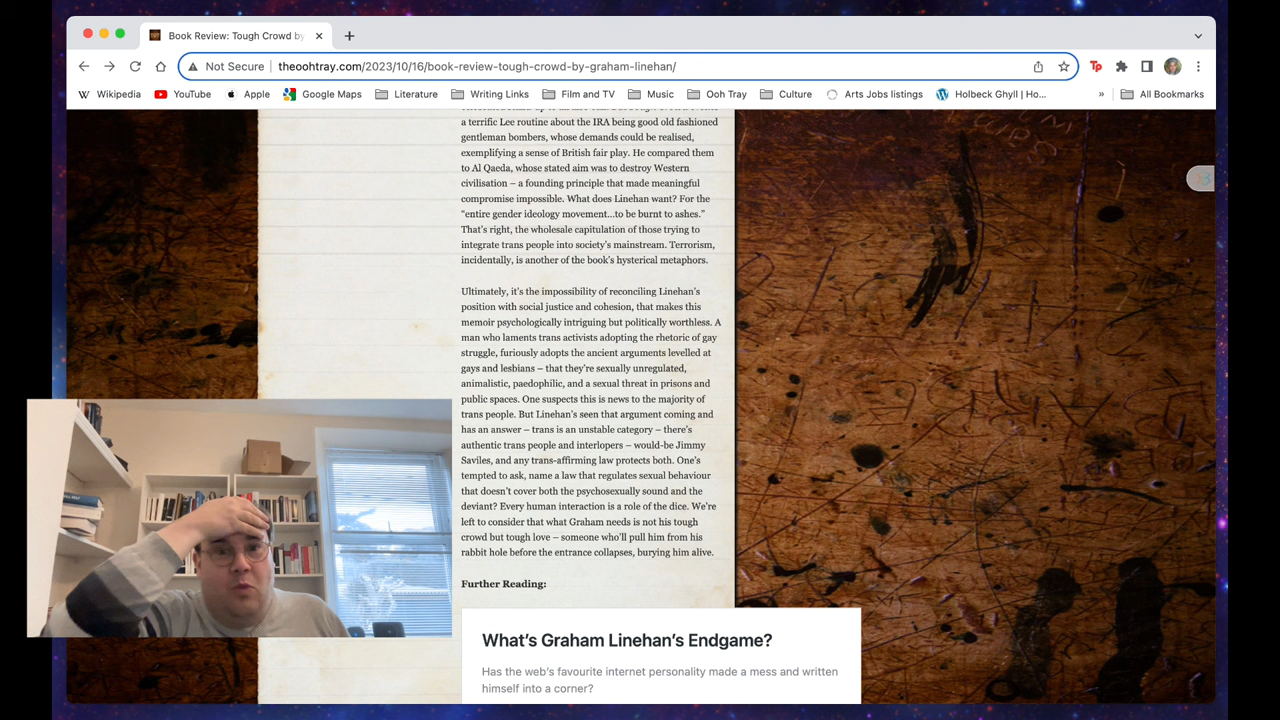 Book Review: Tough Crowd by
Not Secure
theoohtray.com/2023/10/16/book-review-tough-crowd-by-graham-linehan/
Tp
Wikipedia
YouTube
Apple
Google Maps
Literature
Writing Links
Film and TV
Music
Ooh Tray
Culture
Arts Jobs listing
Holbeck Ghyll | Ho...
»
All Bookmarks
a terrific Lee routine about the IRA being good old fashioned
gentleman bombers, whose demands could be realised,
exemplifying a sense of British fair play. He compared them
to Al Qaeda, whose stated aim was to destroy Western
civilisation – a founding principle that made meaningful
compromise impossible. What does Linehan want? For the
“entire gender ideology movement…to be burnt to ashes.”
That’s right, the wholesale capitulation of those trying to
integrate trans people into society’s mainstream. Terrorism,
incidentally, is another of the book’s hysterical metaphors.
Ultimately, it’s the impossibility of reconciling Linehan’s
position with social justice and cohesion, that makes this
memoir psychologically intriguing but politically worthless. A
man who laments trans activists adopting the rhetoric of gay
struggle, furiously adopts the ancient arguments levelled at
gays and lesbians – that they’re sexually unregulated,
animalistic, paedophilic, and a sexual threat in prisons and
public spaces. One suspects this is news to the majority of
trans people. But Linehan’s seen that argument coming and
has an answer – trans is an unstable category – there’s
authentic trans people and interlopers – would-be Jimmy
Saviles, and any trans-affirming law protects both. One’s
tempted to ask, name a law that regulates sexual behaviour
that doesn’t cover both the psychosexually sound and the
deviant? Every human interaction is a role of the dice. We’re
left to consider that what Graham needs is not his tough
crowd but tough love – someone who’ll pull him from his
rabbit hole before the entrance collapses, burying him alive.
Further Reading:
What’s Graham Linehan’s Endgame?
Has the web’s favourite internet personality made a mess and written
himself into a corner?